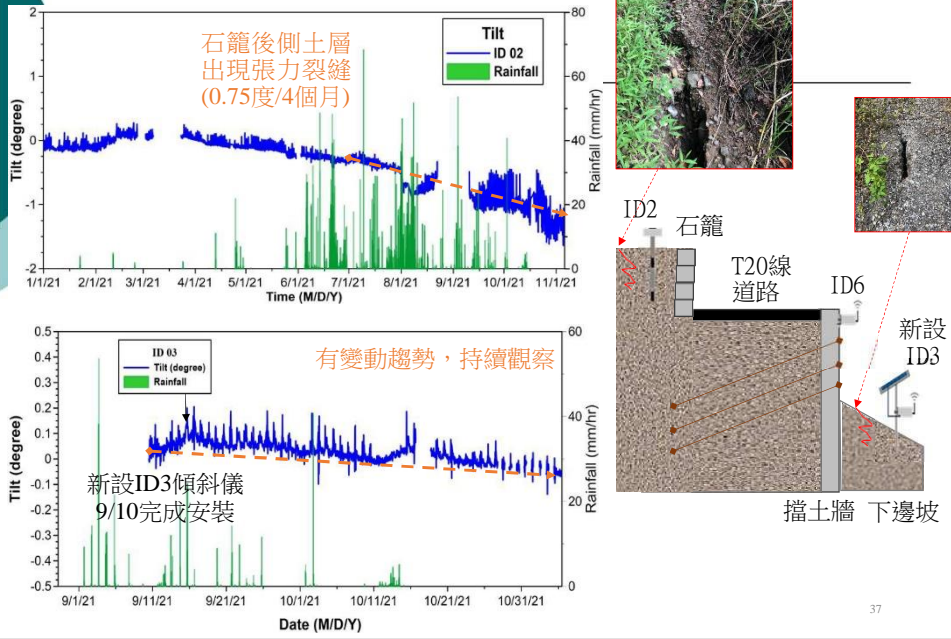 2
1
0
-1
-2
Tilt (degree)
石籠後側土層
出現張力裂縫
(0.75度/4個月)
Tilt
ID 02
Rainfall
80
60
40
20
0
Rainfall (mm/hr)
1/1/21 2/1/21 3/1/21 4/1/21 5/1/21 6/1/21 7/1/21 8/1/21 9/1/21 10/1/21 11/1/21
Time (M/D/Y)
0.5
0.4
0.3
0.2
0.1
0
-0.1
-0.2
-0.3
-0.4
-0.5
Tilt (degree)
ID 03
Tilt (degree)
Rainfall
有變動趨勢，持續觀察
新設ID3傾斜儀
9/10完成安裝
60
40
20
0
Rainfall (mm/hr)
9/1/21 9/11/21 9/21/21 10/1/21 10/11/21 10/21/21 10/31/21
Date (M/D/Y)
ID2
石籠
T20線
道路
ID6
新設
ID3
擋土牆 下邊坡
37